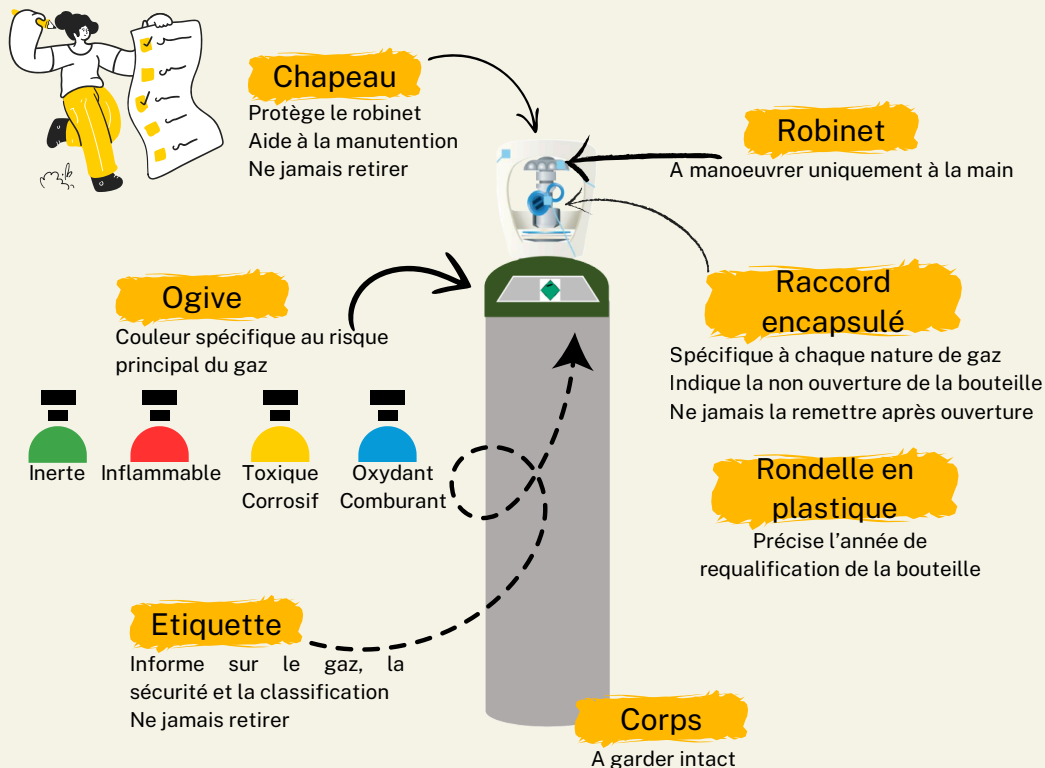 Chapeau
Protège le robinet
Aide à la manutention
Ne jamais retirer
Robinet
A manoeuvrer uniquement à la main
Ogive
Couleur spécifique au risque
principal du gaz
Inerte
Inflammable
Toxique
Corrosif
Oxydant
Comburant
Raccord
encapsulé
Spécifique à chaque nature de gaz
Indique la non ouverture de la bouteille
Ne jamais la remettre après ouverture
Rondelle en
plastique
Précise l’année de
requalification de la bouteille
Etiquette
Informe sur le gaz, la
sécurité et la classification
Ne jamais retirer
Corps
A garder intact